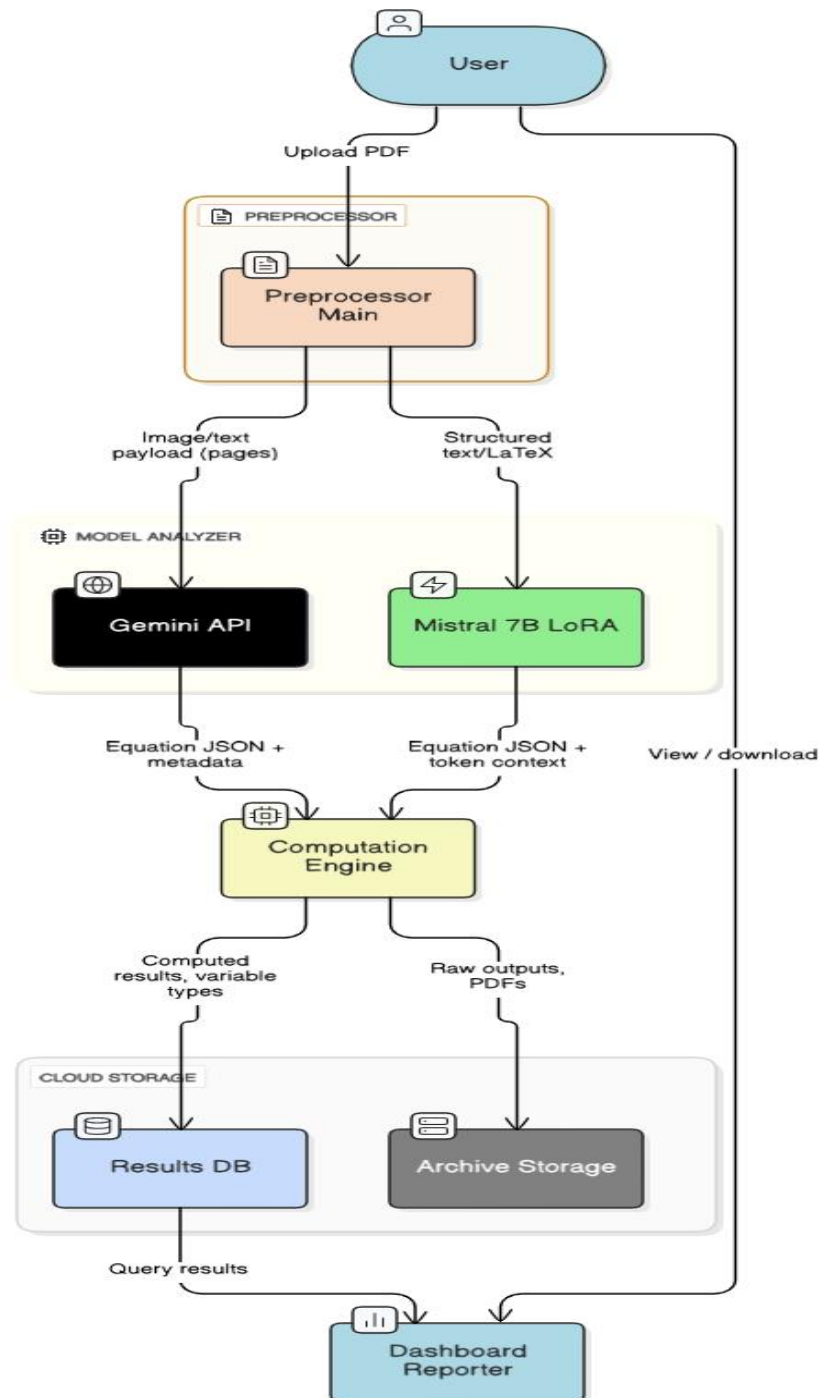 User
Upload PDF
PREPROCESSOR
Preprocessor
Main
Image/text
payload (pages)
Structured
text/LaTeX
MODEL ANALYZER
Gemini API
Mistral 7B LoRA
Equation JSON +
metadata
Equation JSON +
token context
View / download
Computation
Engine
Computed
results, variable
types
Raw outputs,
PDFs
CLOUD STORAGE
Results DB
Archive Storage
Query results
Dashboard
Reporter